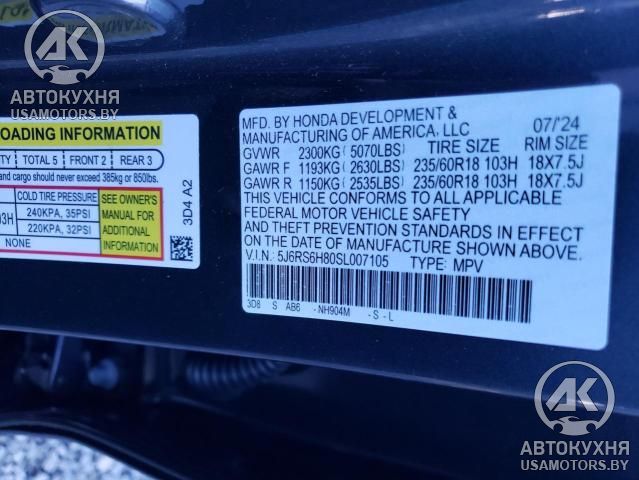 AK
АВТОКУХНЯ
USAMOTORS.BY
LOADING INFORMATION
TOTAL 5 FRONT 2 REAR 3
and cargo should never exceed 385kg or 850lbs.
COLD TIRE PRESSURE
240KPA, 35PSI
220KPA, 32PSI
NONE
SEE OWNER'S
MANUAL FOR
ADDITIONAL
INFORMATION
3D4 A2
MFD.BY HONDA DEVELOPMENT &
MANUFACTURING OF AMERICA, LLC 07/'24
GVWR 2300KG (5070LBS) TIRE SIZE RIM SIZE
GAWR F 1193KG (2630LBS) 235/60R18 103H 18X7.5J
GAWR R 1150KG (2535LBS) 235/60R18 103H 18X7.5J
THIS VEHICLE CONFORMS TO ALL APPLICABLE
FEDERAL MOTOR VEHICLE SAFETY
AND THEFT PREVENTION STANDARDS IN EFFECT
ON THE DATE OF MANUFACTURE SHOWN ABOVE.
V.I.N.: 5J6RS6H80SL007105 TYPE: MPV
3D8 S AB6 -NH904M -S-L
AK
АВТОКУХНЯ
USAMOTORS.BY